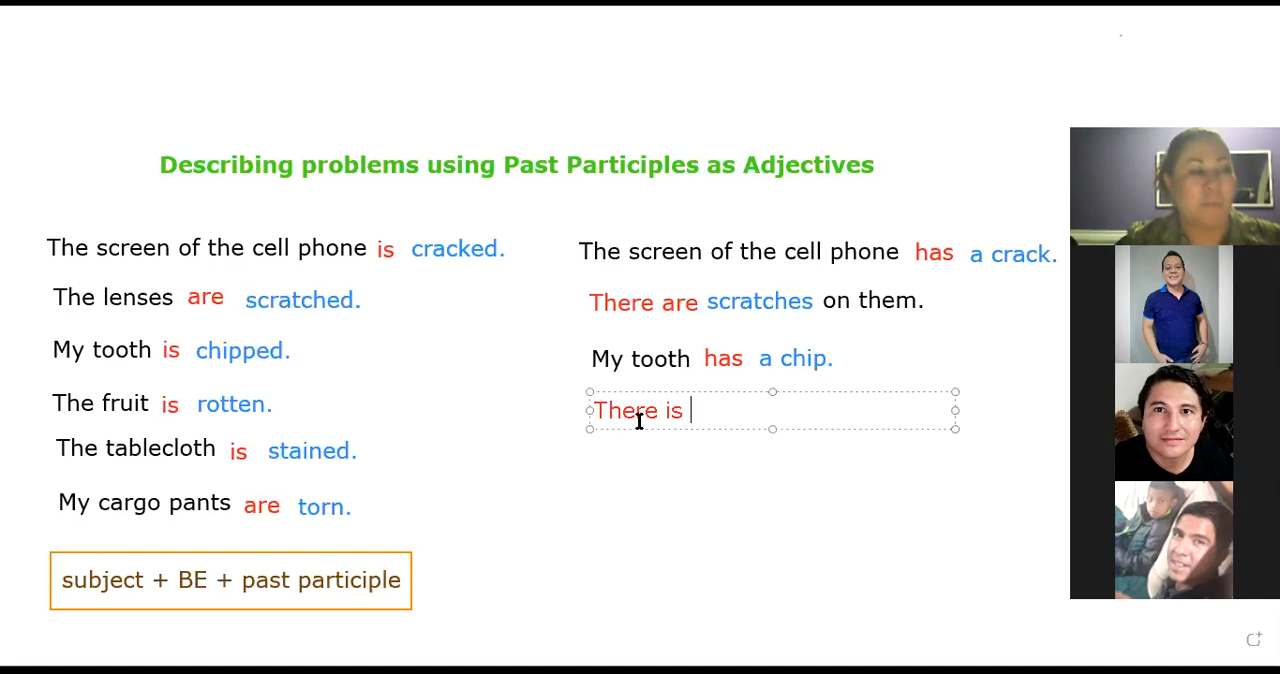 Describing problems using Past Participles as Adjectives
The screen of the cell phone is cracked.
The lenses are scratched.
My tooth is chipped.
The fruit is rotten.
The tablecloth is stained.
My cargo pants are torn.
subject + BE + past participle
The screen of the cell phone has a crack.
There are scratches on them.
My tooth has a chip.
There is